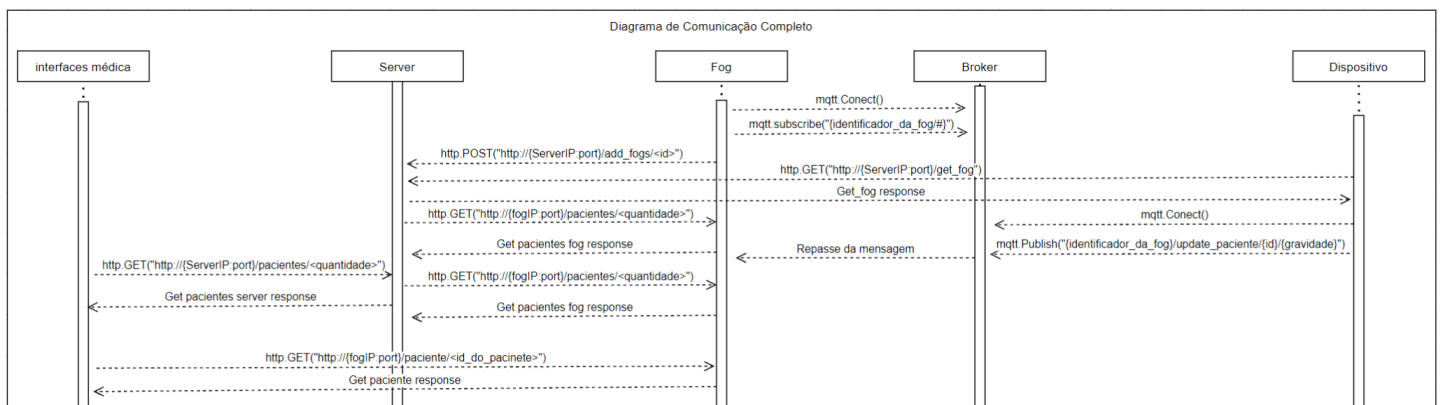 Diagrama de Comunicação Completo
interfaces médica
Server
Fog
Broker
Dispositivo
mqtt.Conect()
mqtt.subscribe("{identificador_da_fog/#}")
http.POST("http://{ServerIP:port}/add_fogs/<id>")
http.GET("http://{ServerIP:port}/get_fog")
Get_fog response
http.GET("http://{fogIP:port}/pacientes/<quantidade>")
mqtt.Conect()
Get pacientes fog response
Repasse da mensagem
mqtt.Publish("{identificador_da_fog}/update_paciente/{id}/{gravidade}")
http.GET("http://{ServerIP:port}/pacientes/<quantidade>")
http.GET("http://{fogIP:port}/pacientes/<quantidade>")
Get pacientes server response
Get pacientes fog response
http.GET("http://{fogIP:port}/paciente/<id_do_pacinete>")
Get paciente response